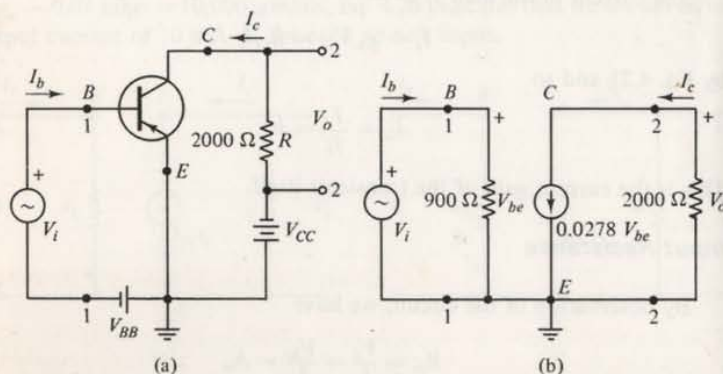 C
I_c
2
I_b
B
1
2000 Ω
R
V_o
E
2
+
V_i
V_CC
1
V_BB
(a)
I_b
B
C
I_c
1
2
+
+
+
900 Ω
V_be
2000 Ω
V_o
V_i
0.0278 V_be
E
1
2
(b)